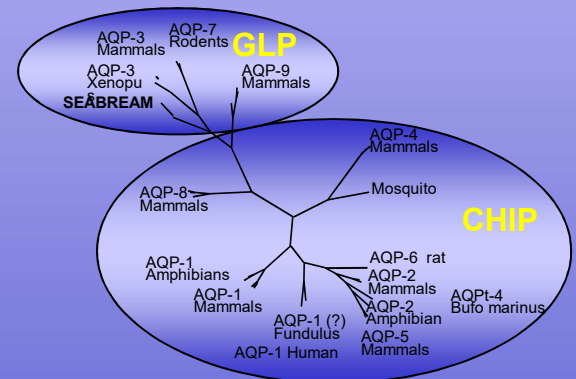 AQP-7
Rodents
AQP-3
Mammals
GLP
AQP-3
Xenopu
s
AQP-9
Mammals
SEABREAM
AQP-4
Mammals
Mosquito
AQP-8
Mammals
CHIP
AQP-6 rat
AQP-1
Amphibians
AQP-2
Mammals
AQP-1
Mammals
AQPt-4
Bufo marinus
AQP-2
Amphibian
AQP-1 (?)
Fundulus
AQP-5
Mammals
AQP-1 Human